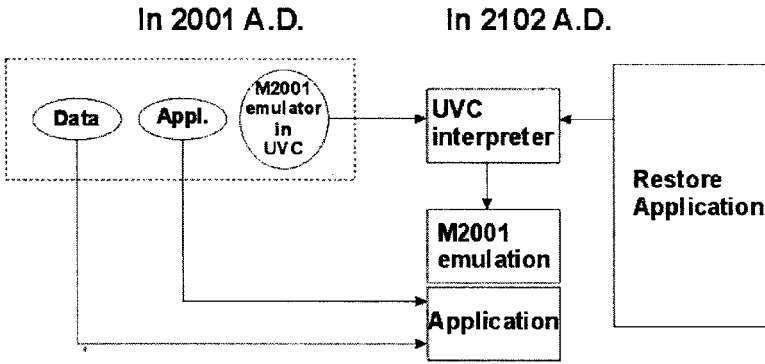 In 2001 A.D.
In 2102 A.D.
Data
Appl.
M2001
emulator
in
UVC
UVC
interpreter
Restore
Application
M2001
emulation
Application